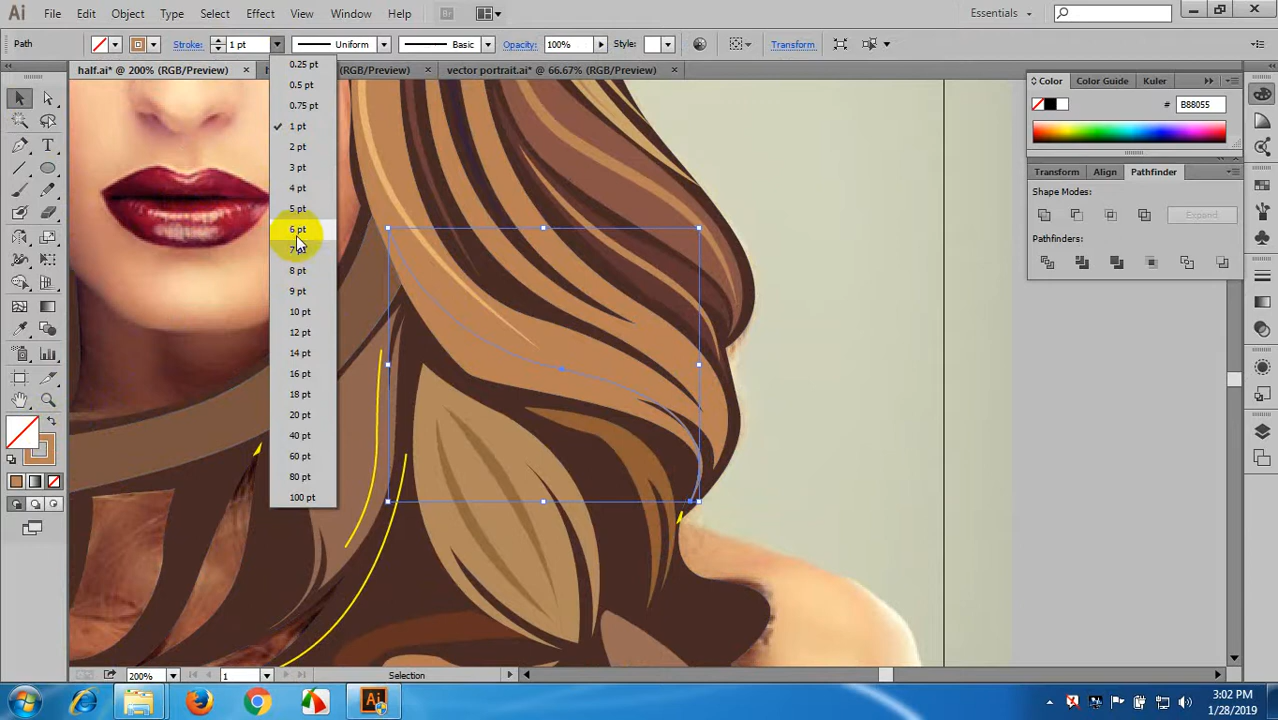 Ai File Edit Object Type Select Effect View Window Help Br Essentials
Path Stroke: 1 pt Uniform Basic Opacity: 100% Style: Transform
half.ai* @ 200% (RGB/Preview) (RGB/Preview) vector portrait.ai* @ 66.67% (RGB/Preview)
0.25 pt
0.5 pt
0.75 pt
1 pt
2 pt
3 pt
4 pt
5 pt
6 pt
8 pt
9 pt
10 pt
12 pt
14 pt
16 pt
18 pt
20 pt
40 pt
60 pt
80 pt
100 pt
Color Color Guide Kuler
# B88055
Transform Align Pathfinder
Shape Modes:
Expand
Pathfinders:
200% 1 Selection
Ai
3:02 PM
1/28/2019